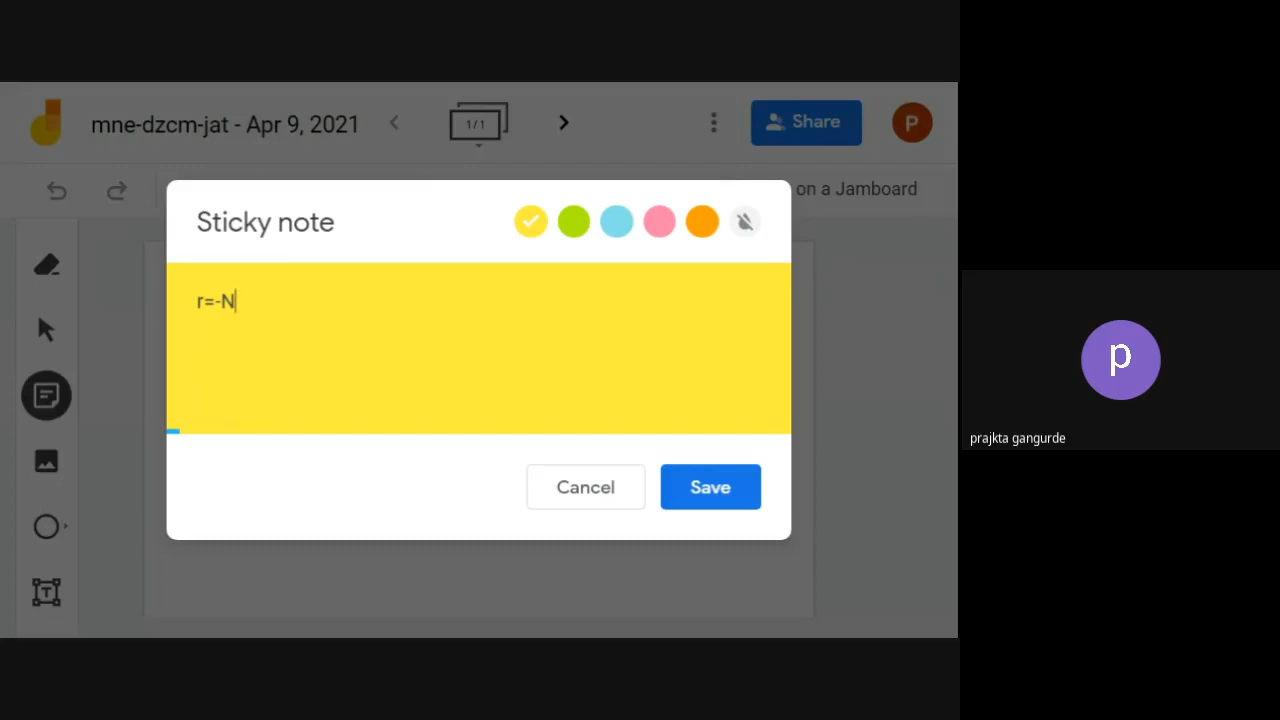 mne-dzcm-jat - Apr 9, 2021
1/1
Share
P
on a Jamboard
Sticky note
r=-N
Cancel
Save
T
p
prajkta gangurde